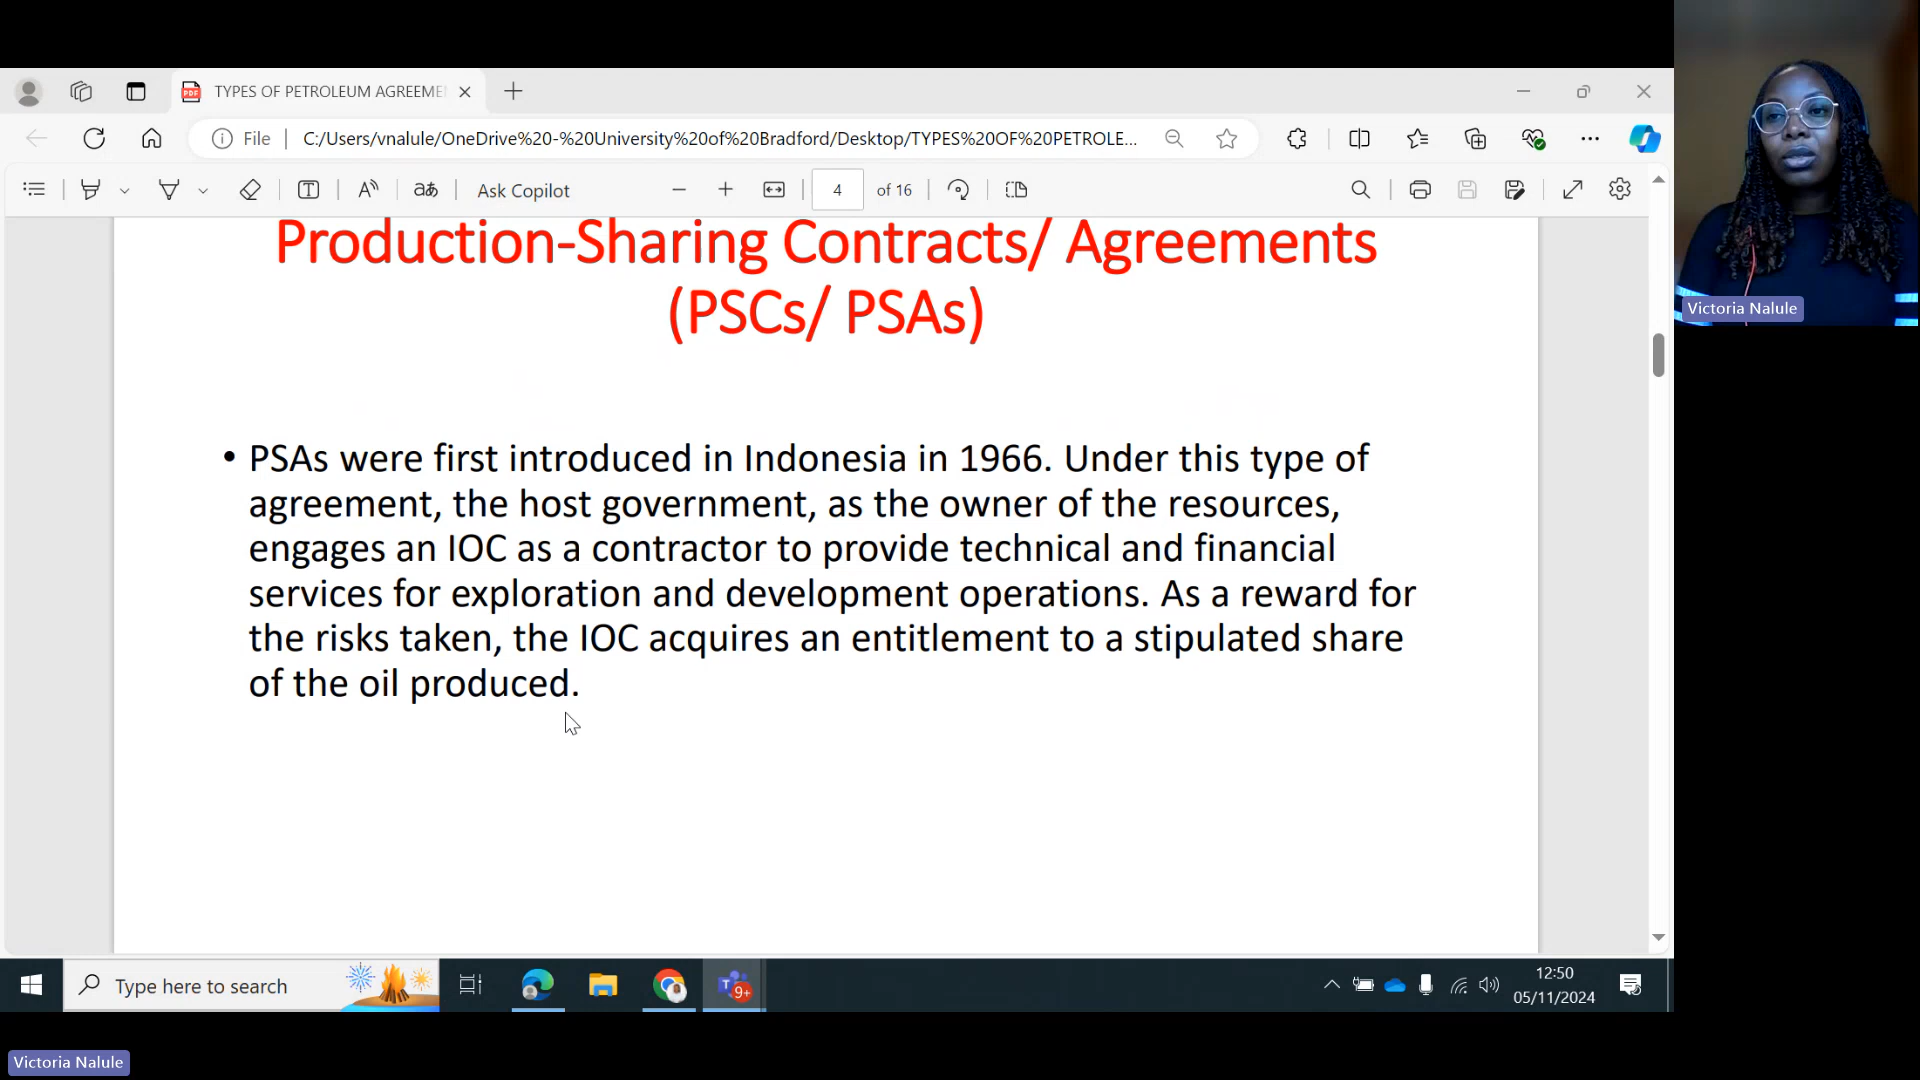 TYPES OF PETROLEUM AGREEME
File
C:/Users/vnalule/OneDrive%20-%20University%20of%20Bradford/Desktop/TYPES%20OF%20PETROLE...
Ask Copilot
4
of 16
Production-Sharing Contracts/ Agreements
(PSCs/ PSAs)
• PSAs were first introduced in Indonesia in 1966. Under this type of
agreement, the host government, as the owner of the resources,
engages an IOC as a contractor to provide technical and financial
services for exploration and development operations. As a reward for
the risks taken, the IOC acquires an entitlement to a stipulated share
of the oil produced.
Victoria Nalule
Type here to search
9+
12:50
05/11/2024
Victoria Nalule